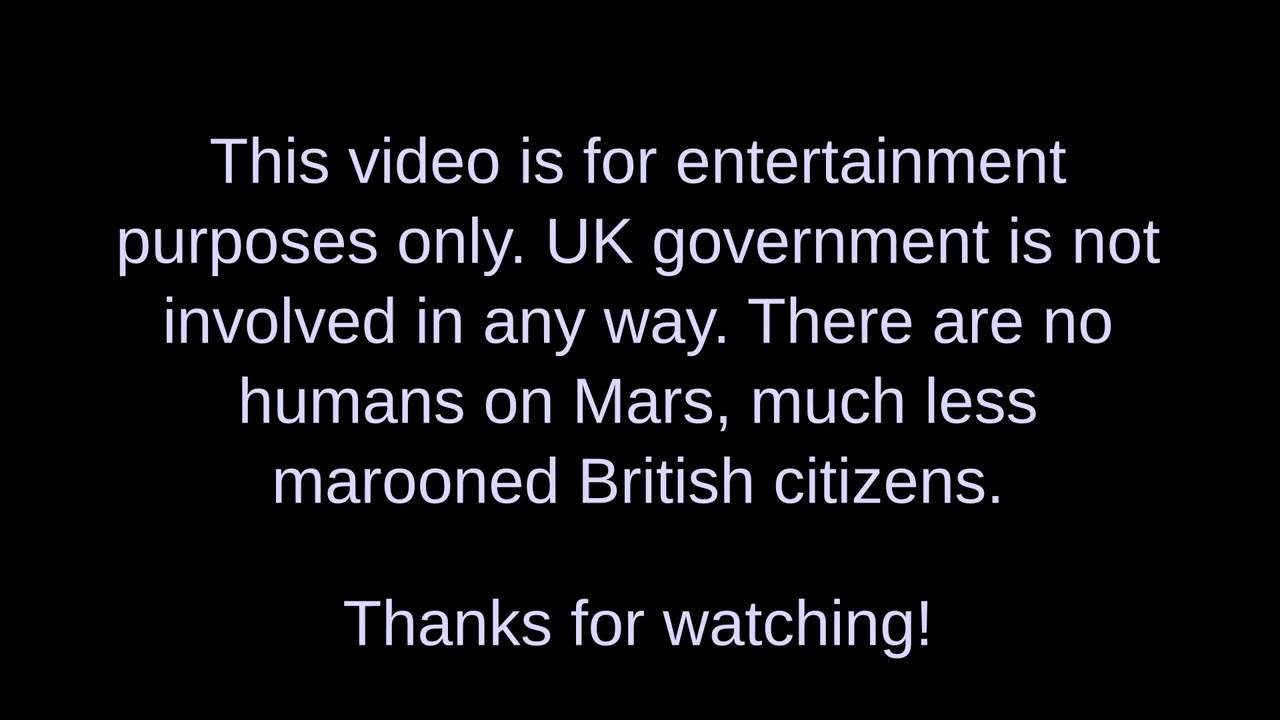 This video is for entertainment
purposes only. UK government is not
involved in any way. There are no
humans on Mars, much less
marooned British citizens.
Thanks for watching!